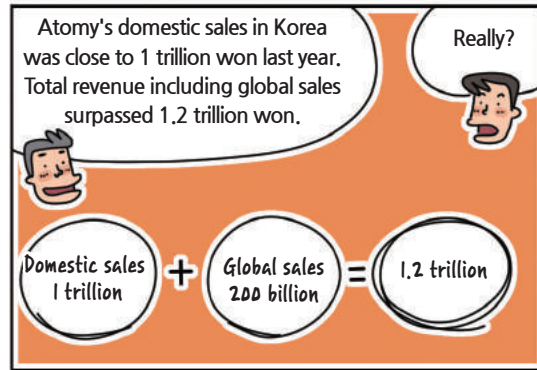 Atomy's domestic sales in Korea
was close to 1 trillion won last year.
Total revenue including global sales
surpassed 1.2 trillion won.
Really?
Domestic sales
1 trillion
+
Global sales
200 billion
=
1.2 trillion